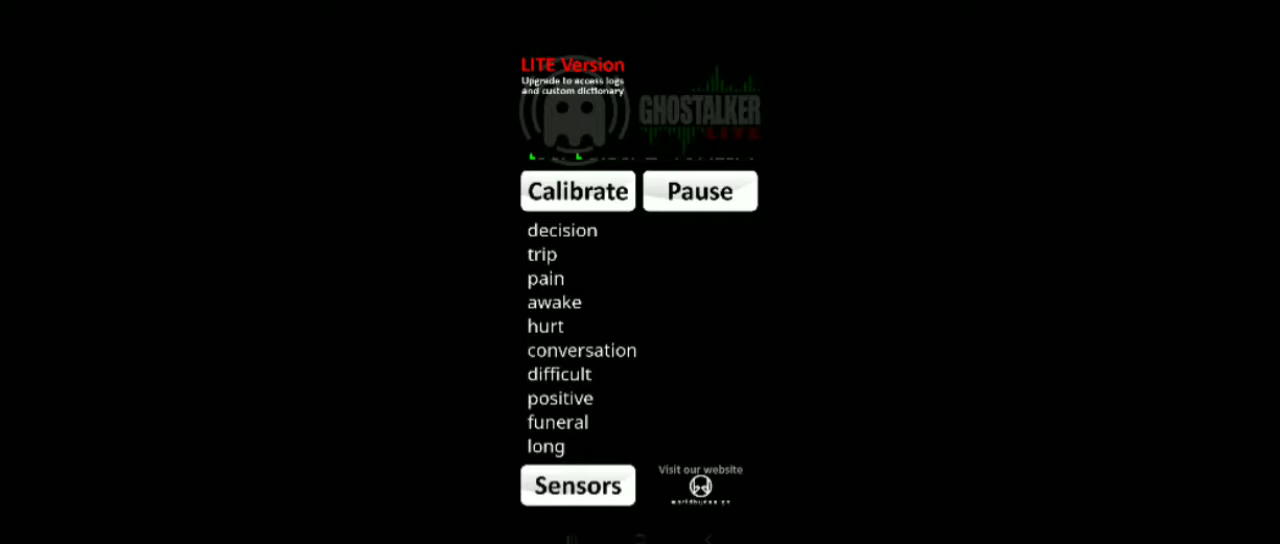 LITE Version
Upgrade to access logs
and custom dictionary
GHOSTALKER
LIVE
Calibrate
Pause
decision
trip
pain
awake
hurt
conversation
difficult
positive
funeral
long
Sensors
Visit our website